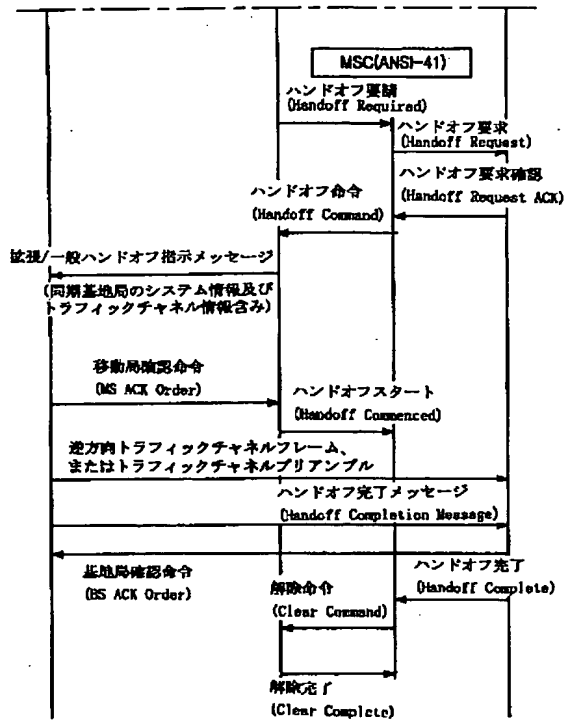 MSC(ANSI-41)
ハンドオフ要請
(Handoff Required)
ハンドオフ要求
(Handoff Request)
ハンドオフ要求確認
(Handoff Request ACK)
ハンドオフ命令
(Handoff Command)
拡張/一般ハンドオフ指示メッセージ
(同期基地局のシステム情報及び
トラフィックチャネル情報含み)
移動局確認命令
(MS ACK Order)
ハンドオフスタート
(Handoff Commenced)
逆方向トラフィックチャネルフレーム、
またはトラフィックチャネルプリアンブル
ハンドオフ完了メッセージ
(Handoff Completion Message)
基地局確認命令
(BS ACK Order)
ハンドオフ完了
(Handoff Complete)
解除命令
(Clear Command)
解除完了
(Clear Complete)